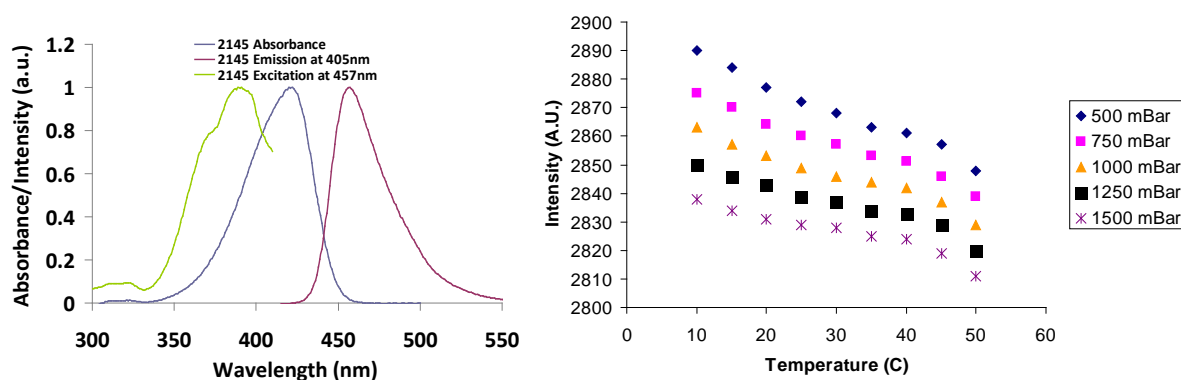 2145 Absorbance
2145 Emission at 405nm
2145 Excitation at 457nm
1.2
1
0.8
0.6
0.4
0.2
0
Absorbance/Intensity (a.u.)
300 350 400 450 500 550
Wavelength (nm)
2900
2890
2880
2870
2860
2850
2840
2830
2820
2810
2800
Intensity (A.U.)
0 10 20 30 40 50 60
Temperature (C)
500 mBar
750 mBar
1000 mBar
1250 mBar
1500 mBar